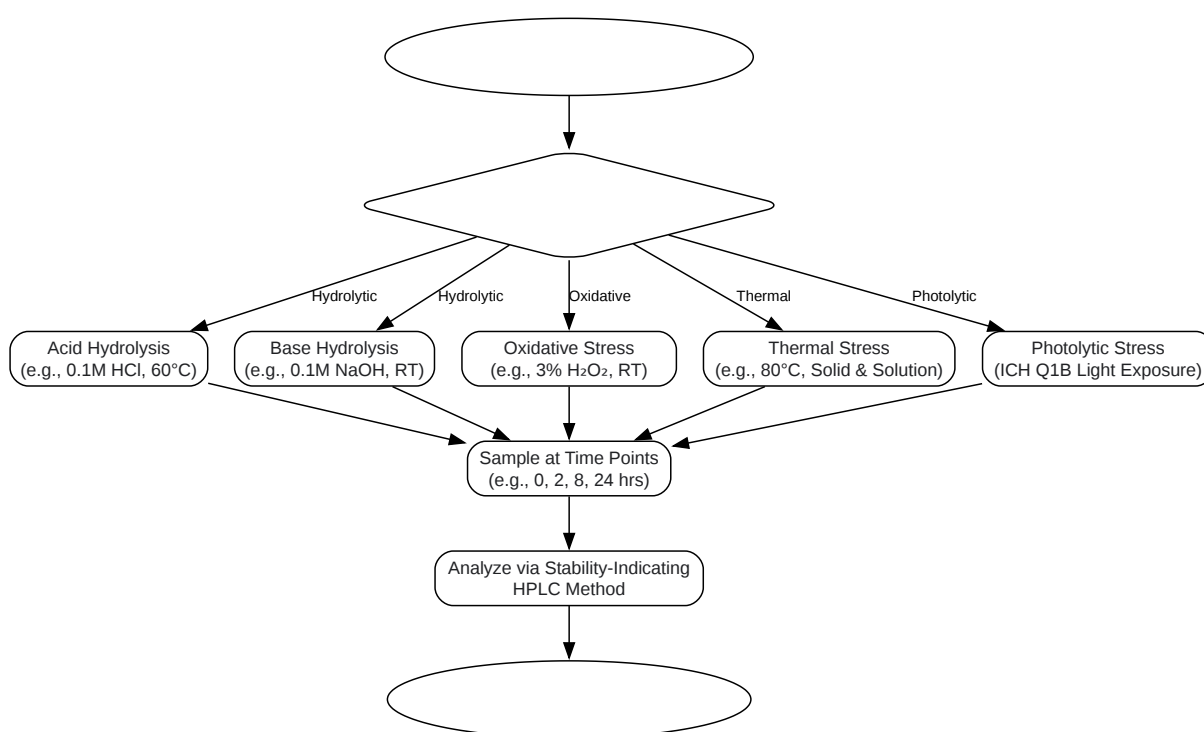 Hydrolytic
Hydrolytic
Oxidative
Thermal
Photolytic
Acid Hydrolysis
(e.g., 0.1M HCl, 60°C)
Base Hydrolysis
(e.g., 0.1M NaOH, RT)
Oxidative Stress
(e.g., 3% H₂O₂, RT)
Thermal Stress
(e.g., 80°C, Solid & Solution)
Photolytic Stress
(ICH Q1B Light Exposure)
Sample at Time Points
(e.g., 0, 2, 8, 24 hrs)
Analyze via Stability-Indicating
HPLC Method